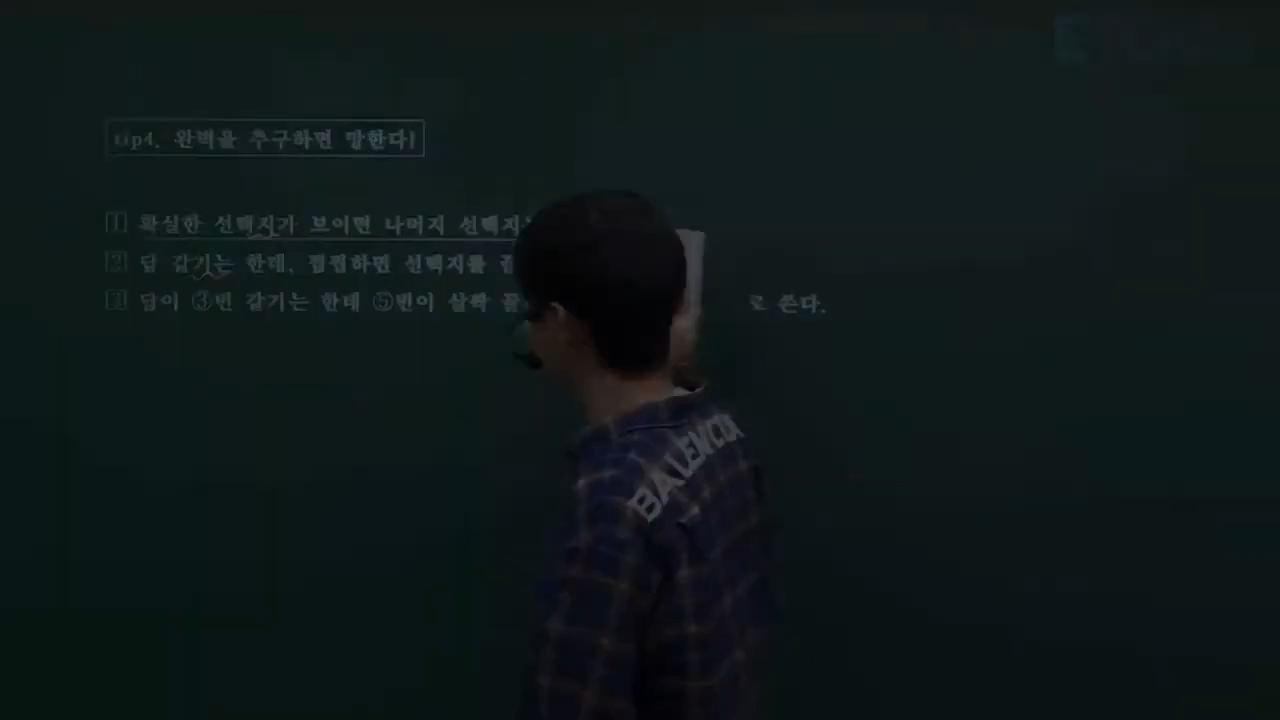 tip4. 완벽을 추구하면 망한다!
1 확실한 선택지가 보이면 나머지 선택지
2 답 같기는 한데, 찜찜하면 선택지를
3 답이 ③번 같기는 한데 ⑤번이 살짝 로 쓴다.
BALENCIA